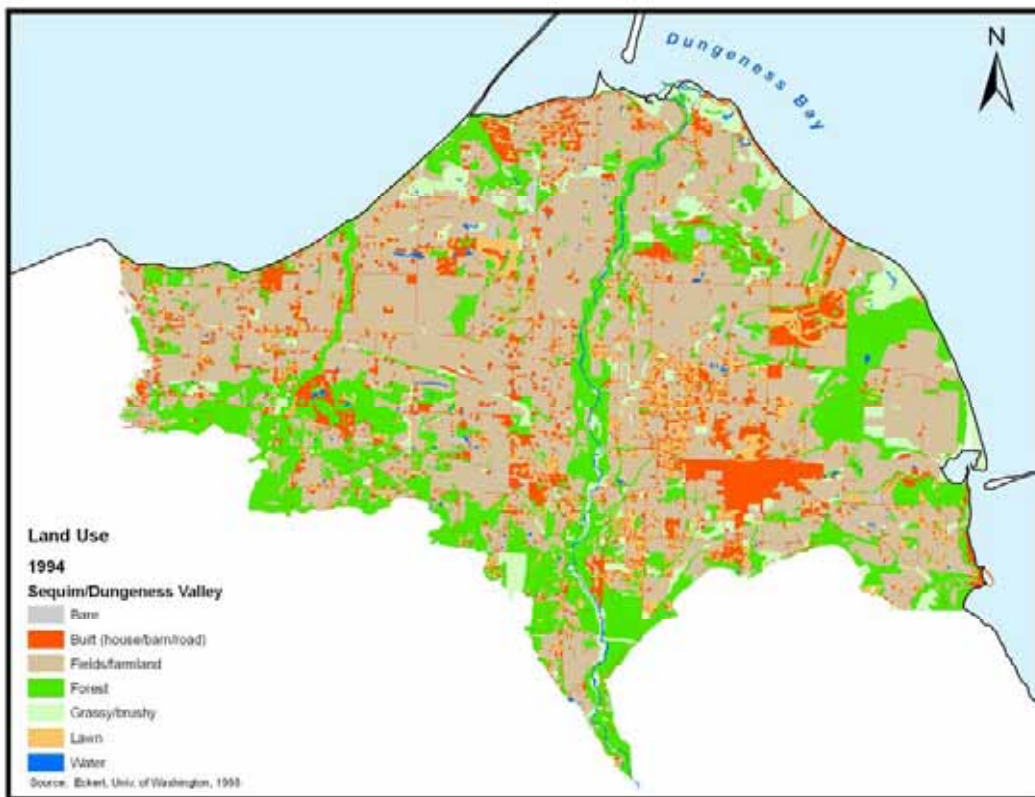 Dungeness Bay
N
Land Use
1994
Sequim/Dungeness Valley
Bare
Built (house/barn/road)
Fields/farmland
Forest
Grassy/brushy
Lawn
Water
Source: Eckert, Univ. of Washington, 1998